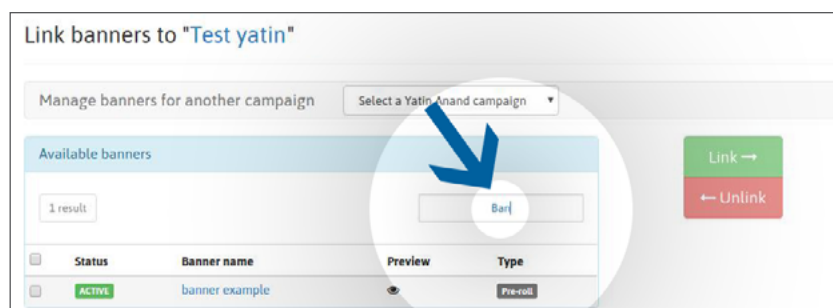 Link banners to "Test yatin"
Manage banners for another campaign Select a Yatin Anand campaign
Available banners
Link →
1 result Ban
← Unlink
Status Banner name Preview Type
ACTIVE banner example Pre-roll